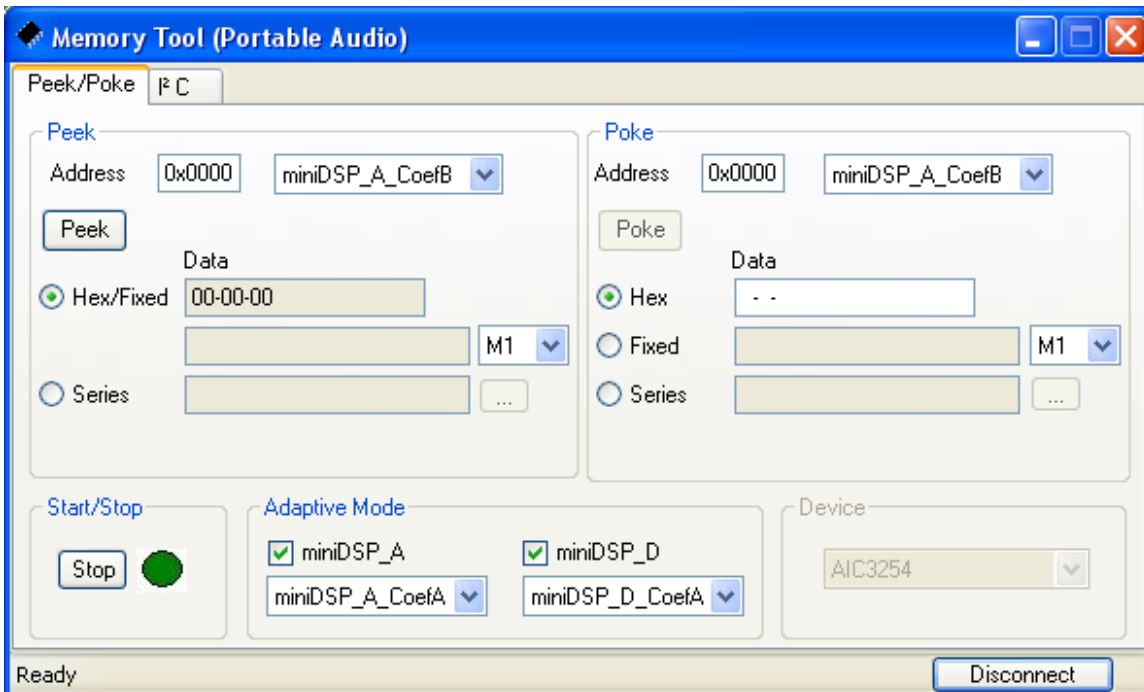 Memory Tool (Portable Audio)
Peek/Poke I² C
Peek
Address 0x0000 miniDSP_A_CoefB
Peek
Data
Hex/Fixed 00-00-00
M1
Series ...
Poke
Address 0x0000 miniDSP_A_CoefB
Poke
Data
Hex - -
Fixed M1
Series ...
Start/Stop
Stop
Adaptive Mode
miniDSP_A miniDSP_D
miniDSP_A_CoefA miniDSP_D_CoefA
Device
AIC3254
Ready Disconnect